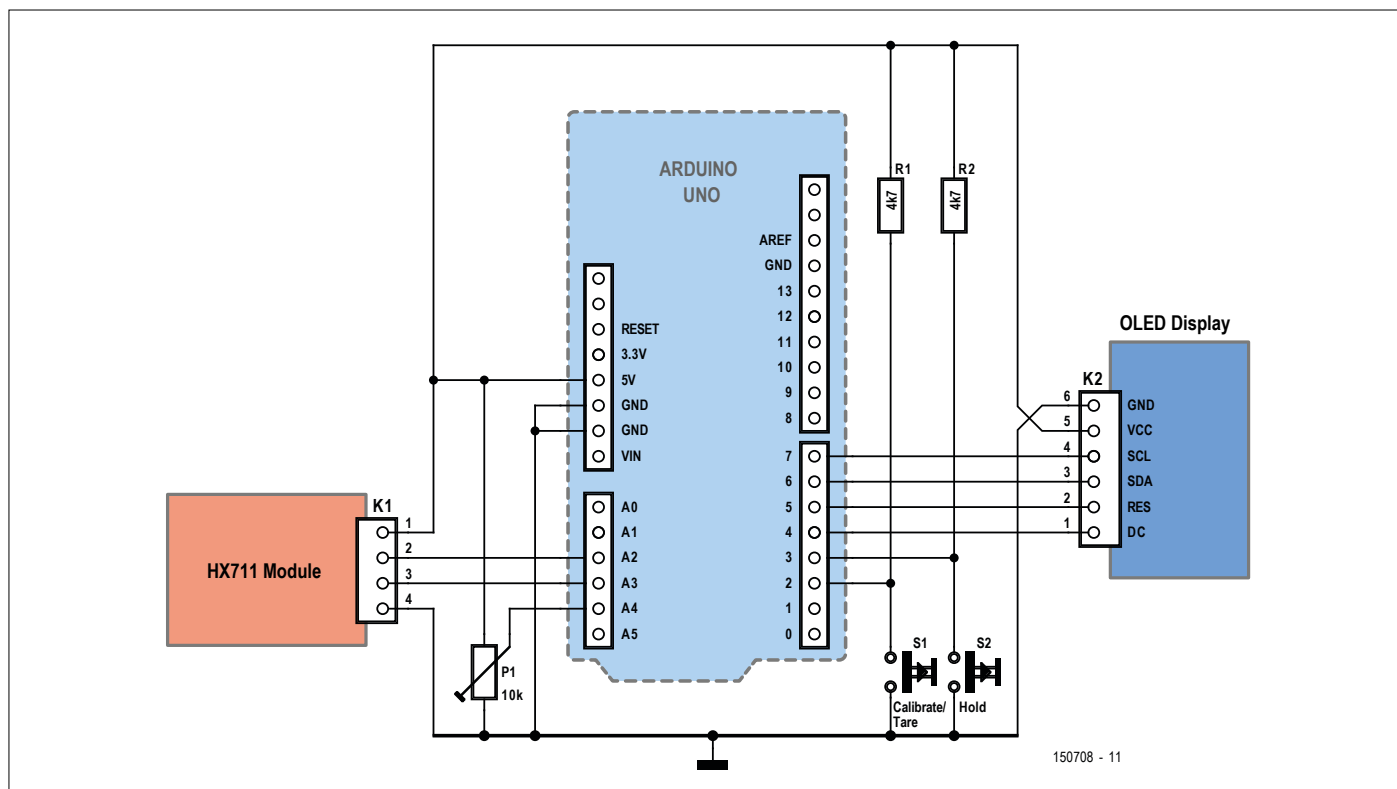 ARDUINO
UNO
AREF
GND
13
12
11
10
9
8
RESET
3.3V
5V
GND
GND
VIN
A0
A1
A2
A3
A4
A5
7
6
5
4
3
2
1
0
R1
4k7
R2
4k7
OLED Display
K2
6
5
4
3
2
1
GND
VCC
SCL
SDA
RES
DC
HX711 Module
K1
1
2
3
4
P1
10k
S1
Calibrate/
Tare
S2
Hold
150708 - 11